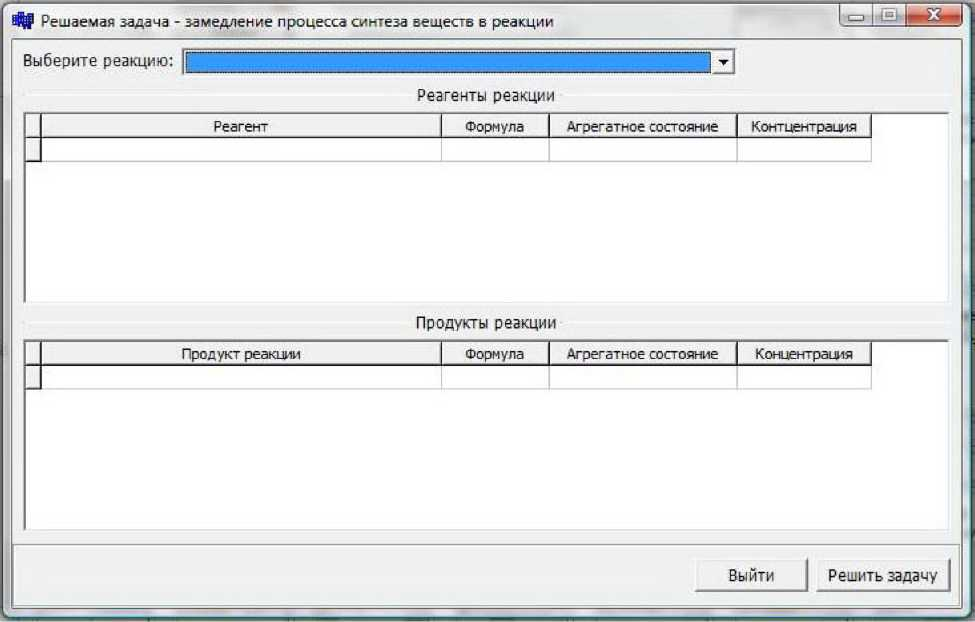 Решаемая задача - замедление процесса синтеза веществ в реакции
Выберите реакцию:
Реагенты реакции
Реагент Формула Агрегатное состояние Контцентрация
Продукты реакции
Продукт реакции Формула Агрегатное состояние Концентрация
Выйти Решить задачу